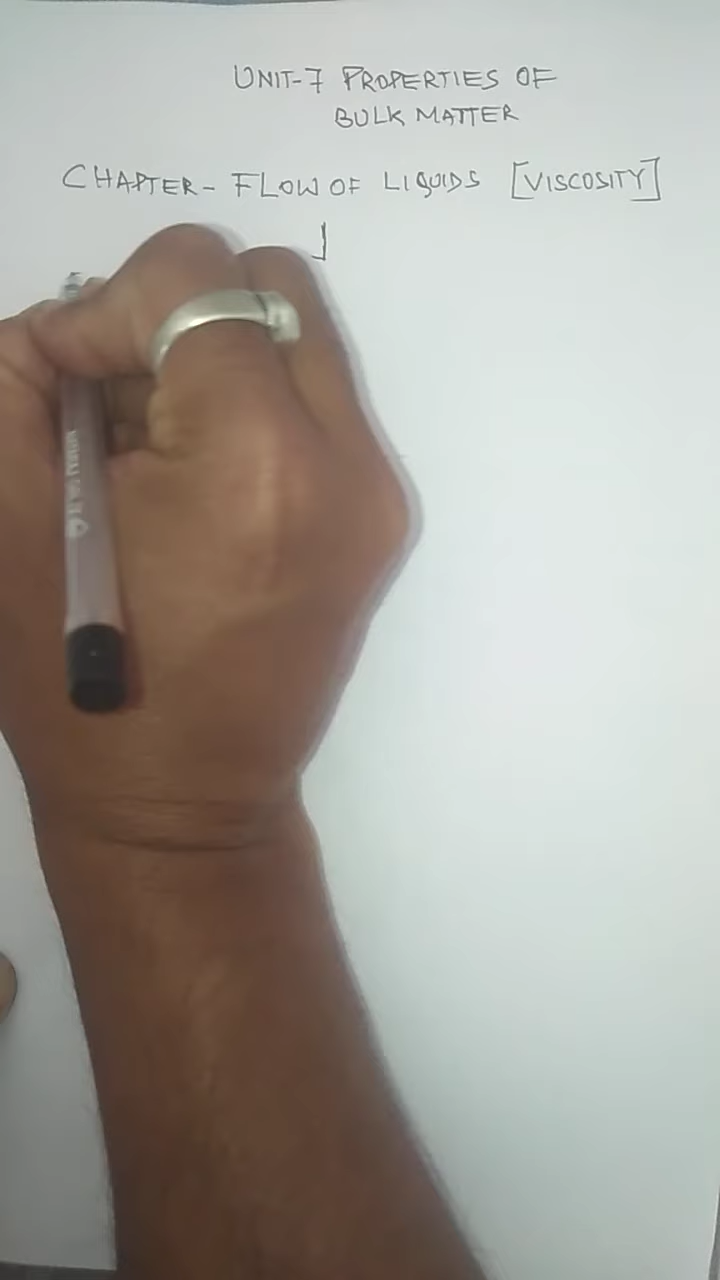 UNIT-7 PROPERTIES OF
BULK MATTER
CHAPTER- FLOW OF LIQUIDS [VISCOSITY]